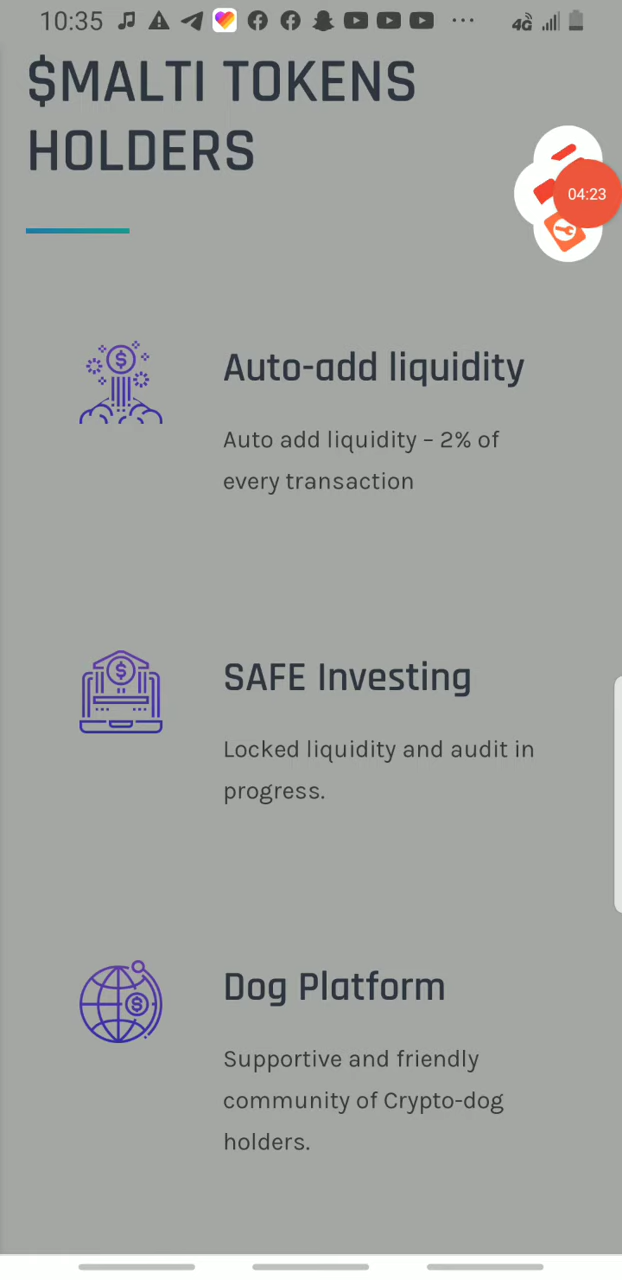 10:35
4G
$MALTI TOKENS
HOLDERS
04:23
Auto-add liquidity
Auto add liquidity – 2% of
every transaction
SAFE Investing
Locked liquidity and audit in
progress.
Dog Platform
Supportive and friendly
community of Crypto-dog
holders.